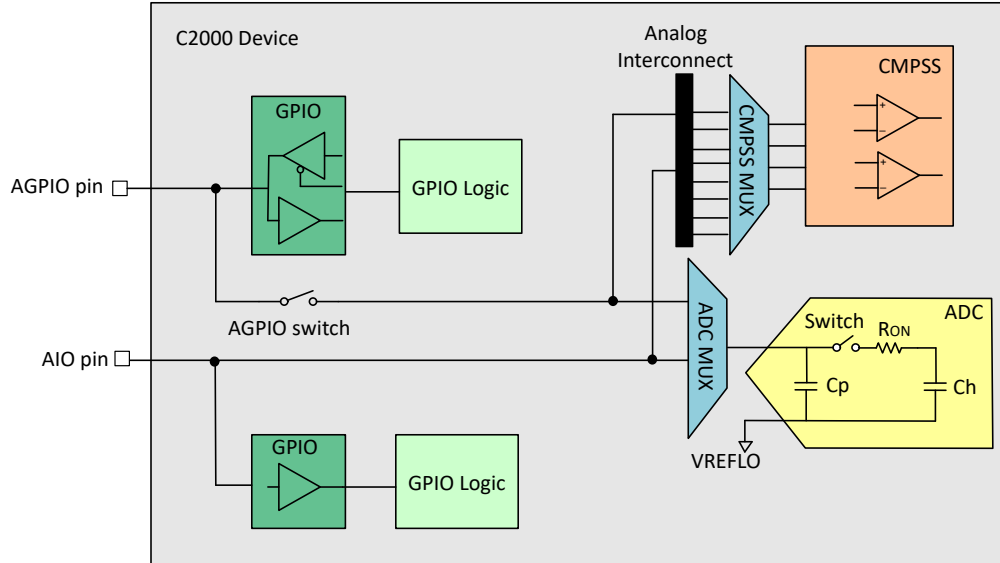 C2000 Device
Analog
Interconnect
CMPSS
GPIO
CMPSS MUX
+
−
+
−
GPIO Logic
AGPIO pin
AGPIO switch
ADC MUX
ADC
Switch
RON
AIO pin
Cp
Ch
VREFLO
GPIO
GPIO Logic